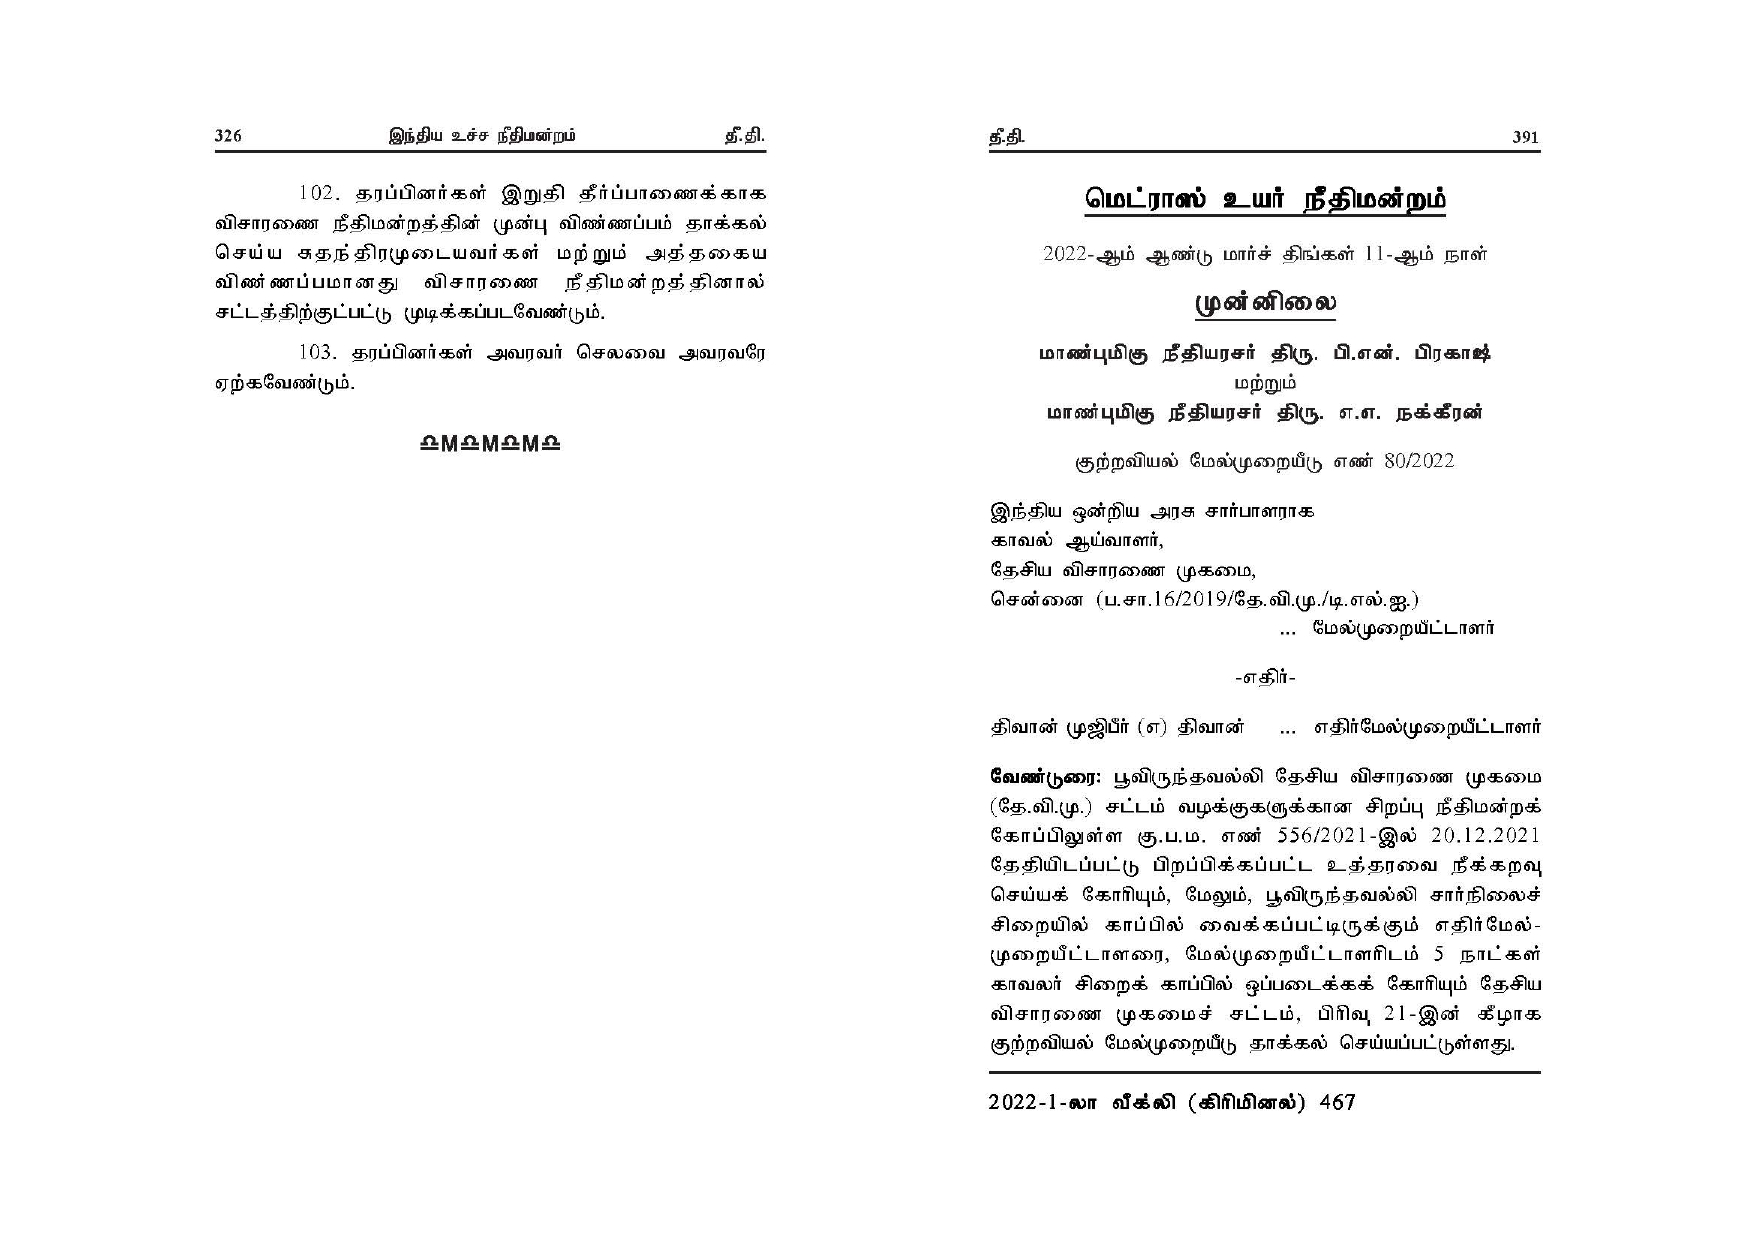 326 இந்திய உச்ச நீதிமன்றம் தீ.தி.
102. தரப்பினர்கள் இறுதி தீர்ப்பாணைக்காக
விசாரணை நீதிமன்றத்தின் முன்பு விண்ணப்பம் தாக்கல்
செய்ய சுதந்திரமுடையவர்கள் மற்றும் அத்தகைய
விண்ணப்பமானது விசாரணை நீதிமன்றத்தினால்
சட்டத்திற்குட்பட்டு முடிக்கப்படவேண்டும்.
103. தரப்பினர்கள் அவரவர் செலவை அவரவரே
ஏற்கவேண்டும்.
♎M♎M♎M♎
தீ.தி. 391
மெட்ராஸ் உயர் நீதிமன்றம்
2022-ஆம் ஆண்டு மார்ச் திங்கள் 11-ஆம் நாள்
முன்னிலை
மாண்புமிகு நீதியரசர் திரு. பி.என். பிரகாஷ்
மற்றும்
மாண்புமிகு நீதியரசர் திரு. எ.எ. நக்கீரன்
குற்றவியல் மேல்முறையீடு எண் 80/2022
இந்திய ஒன்றிய அரசு சார்பாளராக
காவல் ஆய்வாளர்,
தேசிய விசாரணை முகமை,
சென்னை (ப.சா.16/2019/தே.வி.மு./டி.எல்.ஐ.)
... மேல்முறையீட்டாளர்
-எதிர்-
திவான் முஜிபீர் (எ) திவான் ... எதிர்மேல்முறையீட்டாளர்
வேண்டுரை: பூவிருந்தவல்லி தேசிய விசாரணை முகமை
(தே.வி.மு.) சட்டம் வழக்குகளுக்கான சிறப்பு நீதிமன்றக்
கோப்பிலுள்ள கு.ப.ம. எண் 556/2021-இல் 20.12.2021
தேதியிடப்பட்டு பிறப்பிக்கப்பட்ட உத்தரவை நீக்கறவு
செய்யக் கோரியும், மேலும், பூவிருந்தவல்லி சார்நிலைச்
சிறையில் காப்பில் வைக்கப்பட்டிருக்கும் எதிர்மேல்-
முறையீட்டாளரை, மேல்முறையீட்டாளரிடம் 5 நாட்கள்
காவலர் சிறைக் காப்பில் ஒப்படைக்கக் கோரியும் தேசிய
விசாரணை முகமைச் சட்டம், பிரிவு 21-இன் கீழாக
குற்றவியல் மேல்முறையீடு தாக்கல் செய்யப்பட்டுள்ளது.
2022-1-லா வீக்லி (கிரிமினல்) 467